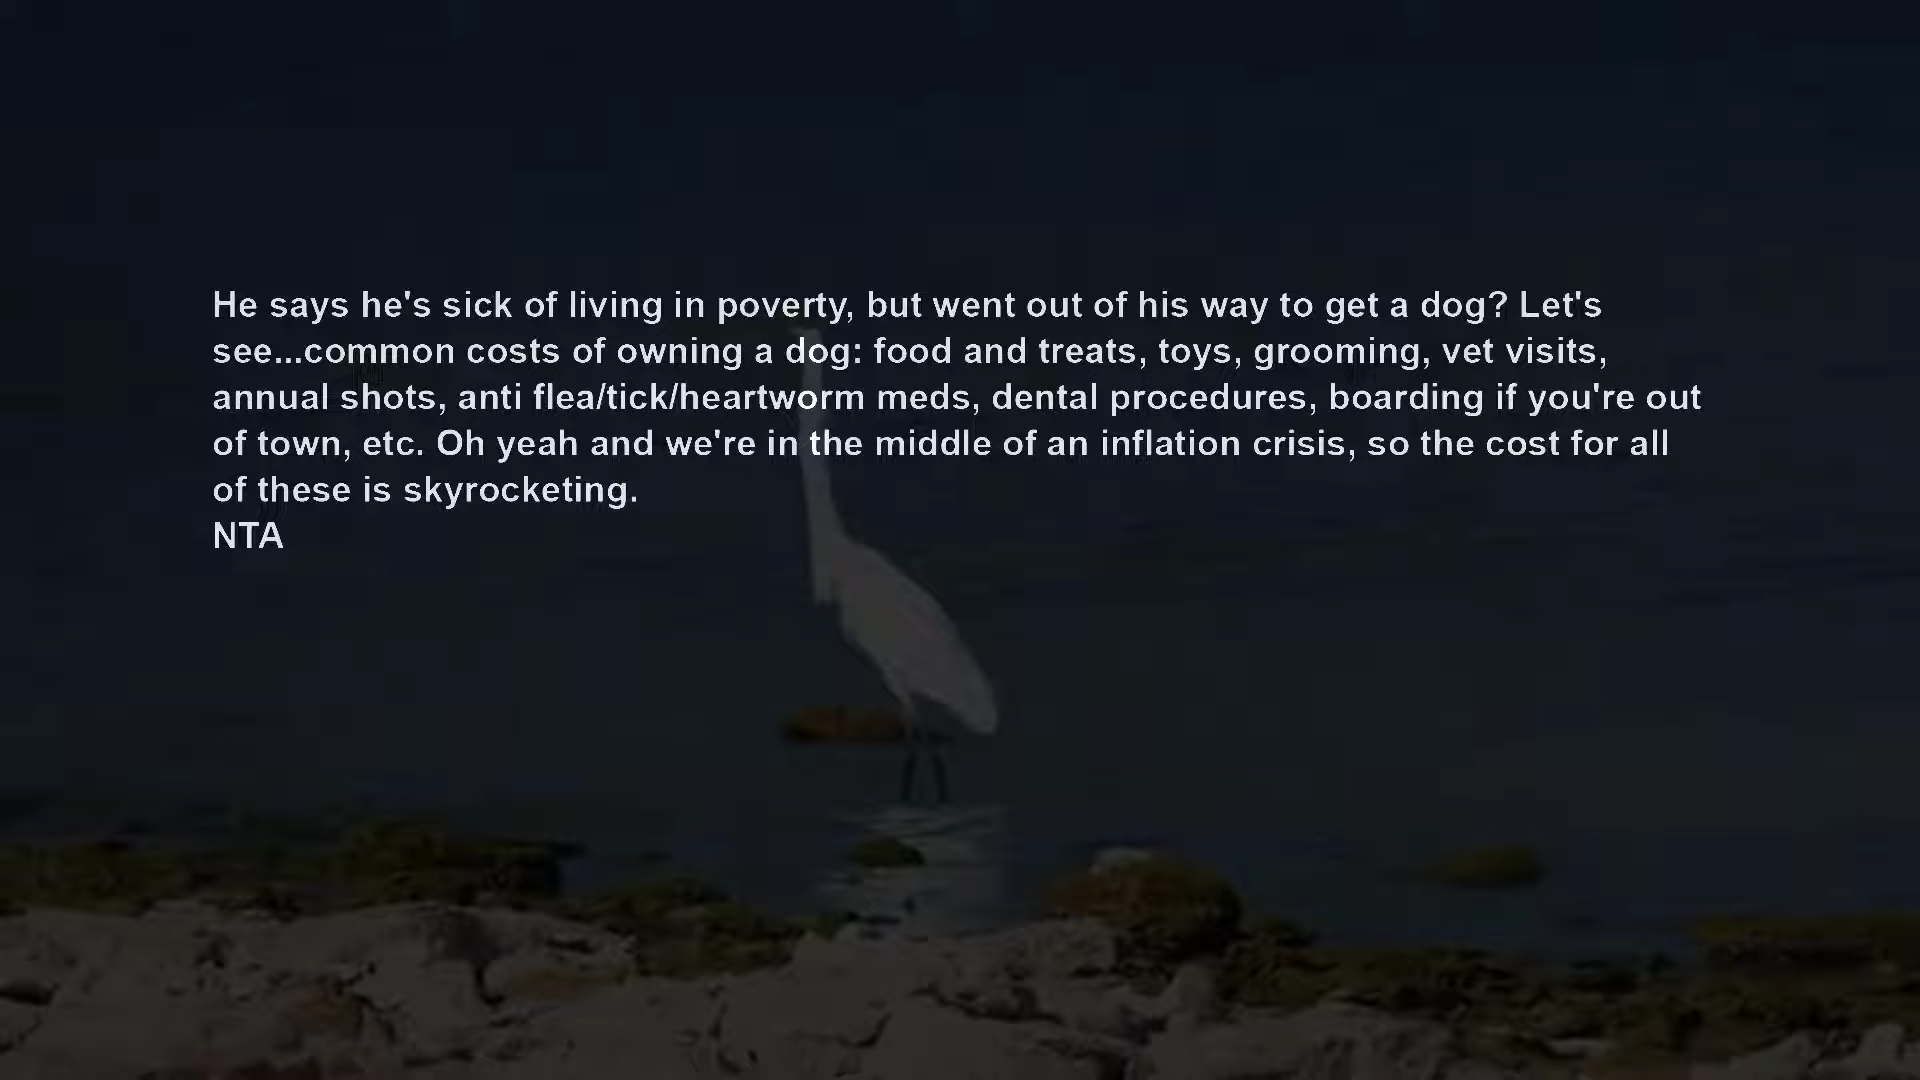 He says he's sick of living in poverty, but went out of his way to get a dog? Let's
see...common costs of owning a dog: food and treats, toys, grooming, vet visits,
annual shots, anti flea/tick/heartworm meds, dental procedures, boarding if you're out
of town, etc. Oh yeah and we're in the middle of an inflation crisis, so the cost for all
of these is skyrocketing.
NTA